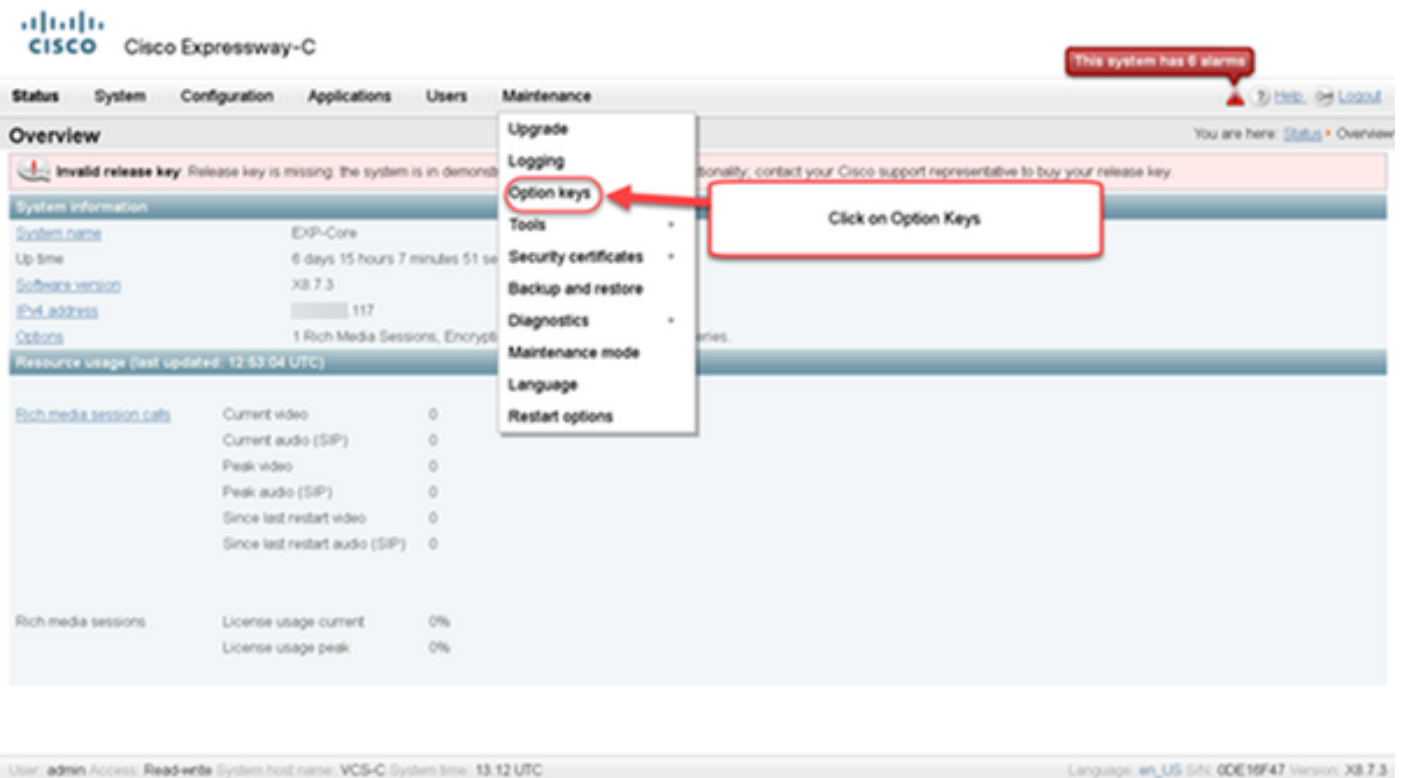 CISCO Cisco Expressway-C
This system has 6 alarms
Status System Configuration Applications Users Maintenance
Help Logout
Overview
You are here: Status Overview
Invalid release key: Release key is missing: the system is in demonst
onality; contact your Cisco support representative to buy your release key.
Upgrade
Logging
Option keys
Tools
Security certificates
Backup and restore
Diagnostics
Maintenance mode
Language
Restart options
Click on Option Keys
System information
System name EXP-Core
Up time 6 days 15 hours 7 minutes 51 se
Software version X8.7.3
IPv4 address .117
Options 1 Rich Media Sessions, Encrypti
eries.
Resource usage (last updated: 12:53:04 UTC)
Rich media session calls Current video 0
Current audio (SIP) 0
Peak video 0
Peak audio (SIP) 0
Since last restart video 0
Since last restart audio (SIP) 0
Rich media sessions License usage current 0%
License usage peak 0%
User: admin Access: Read-write System host name: VCS-C System time: 13:12 UTC
Language: en_US S/N: 0DE16F47 Version: X8.7.3